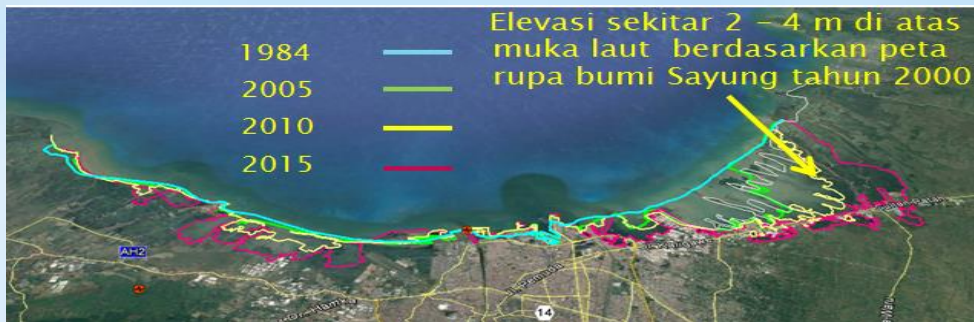 Elevasi sekitar 2 – 4 m di atas
muka laut berdasarkan peta
rupa bumi Sayung tahun 2000
1984
2005
2010
2015
AH2
14